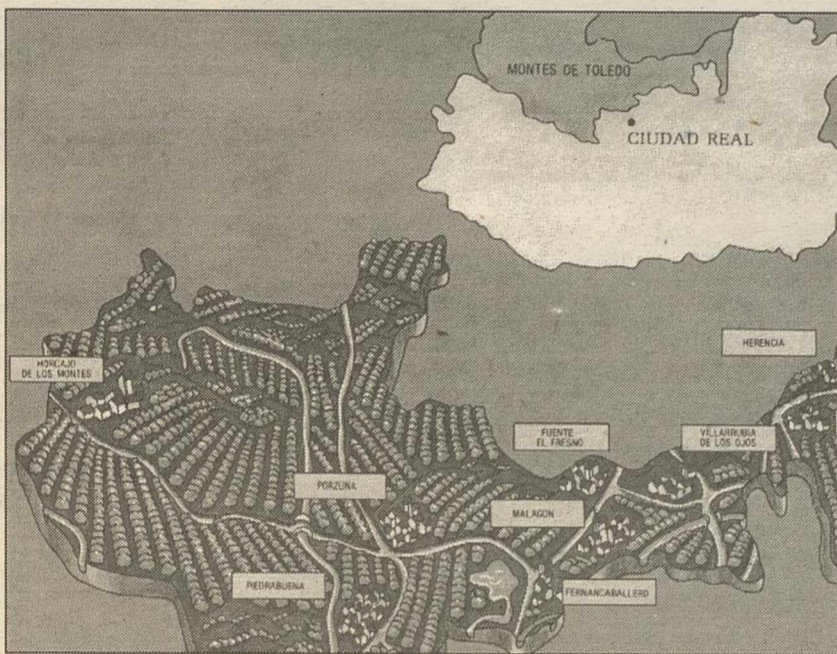 MONTES DE TOLEDO
CIUDAD REAL
HERENCIA
HORCAJO
DE LOS MONTES
FUENTE
EL FRESNO
VILLARRUBIA
DE LOS OJOS
PORZUNA
MALAGON
PIEDRABUENA
FERNANCABALLERO